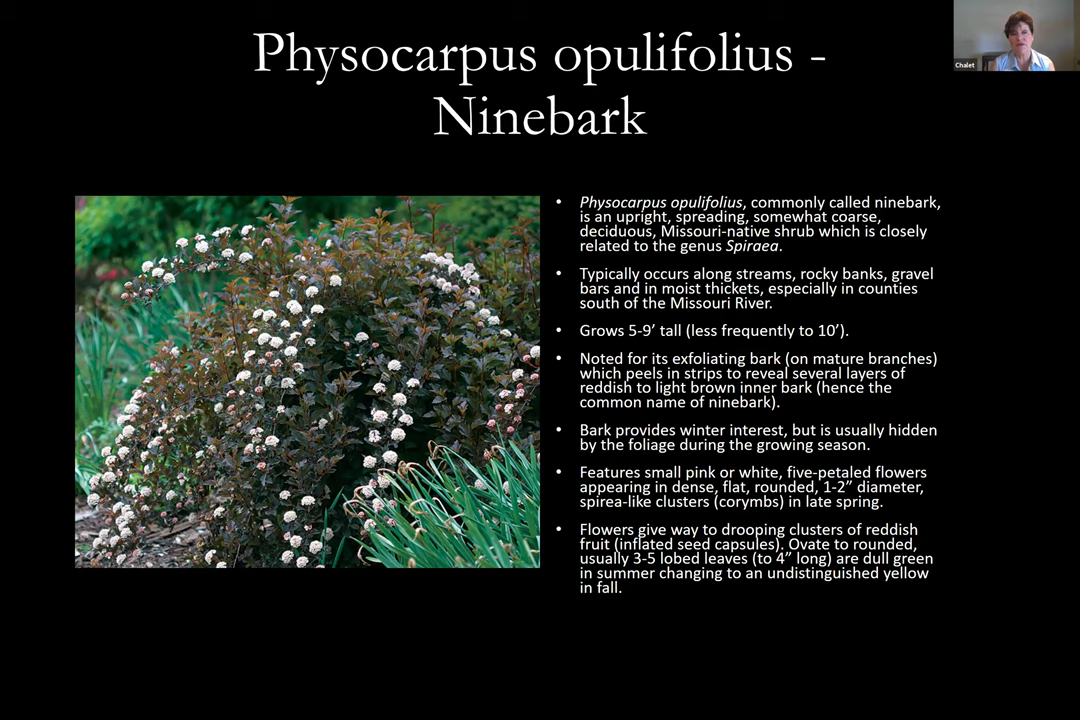 Physocarpus opulifolius -
Ninebark
Chalet
• Physocarpus opulifolius, commonly called ninebark,
is an upright, spreading, somewhat coarse,
deciduous, Missouri-native shrub which is closely
related to the genus Spiraea.
• Typically occurs along streams, rocky banks, gravel
bars and in moist thickets, especially in counties
south of the Missouri River.
• Grows 5-9’ tall (less frequently to 10’).
• Noted for its exfoliating bark (on mature branches)
which peels in strips to reveal several layers of
reddish to light brown inner bark (hence the
common name of ninebark).
• Bark provides winter interest, but is usually hidden
by the foliage during the growing season.
• Features small pink or white, five-petaled flowers
appearing in dense, flat, rounded, 1-2” diameter,
spirea-like clusters (corymbs) in late spring.
• Flowers give way to drooping clusters of reddish
fruit (inflated seed capsules). Ovate to rounded,
usually 3-5 lobed leaves (to 4” long) are dull green
in summer changing to an undistinguished yellow
in fall.